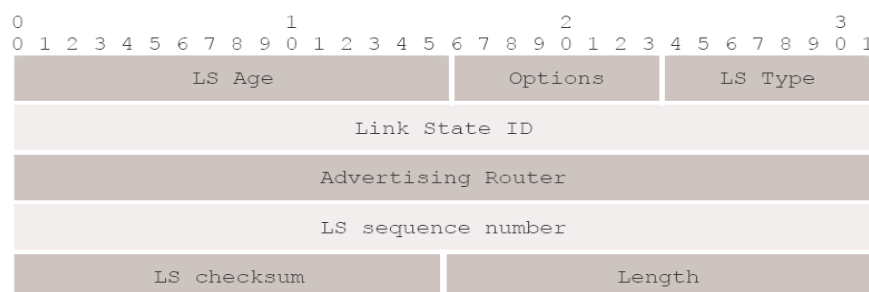 0 1 2 3
0 1 2 3 4 5 6 7 8 9 0 1 2 3 4 5 6 7 8 9 0 1 2 3 4 5 6 7 8 9 0 1
LS Age Options LS Type
Link State ID
Advertising Router
LS sequence number
LS checksum Length